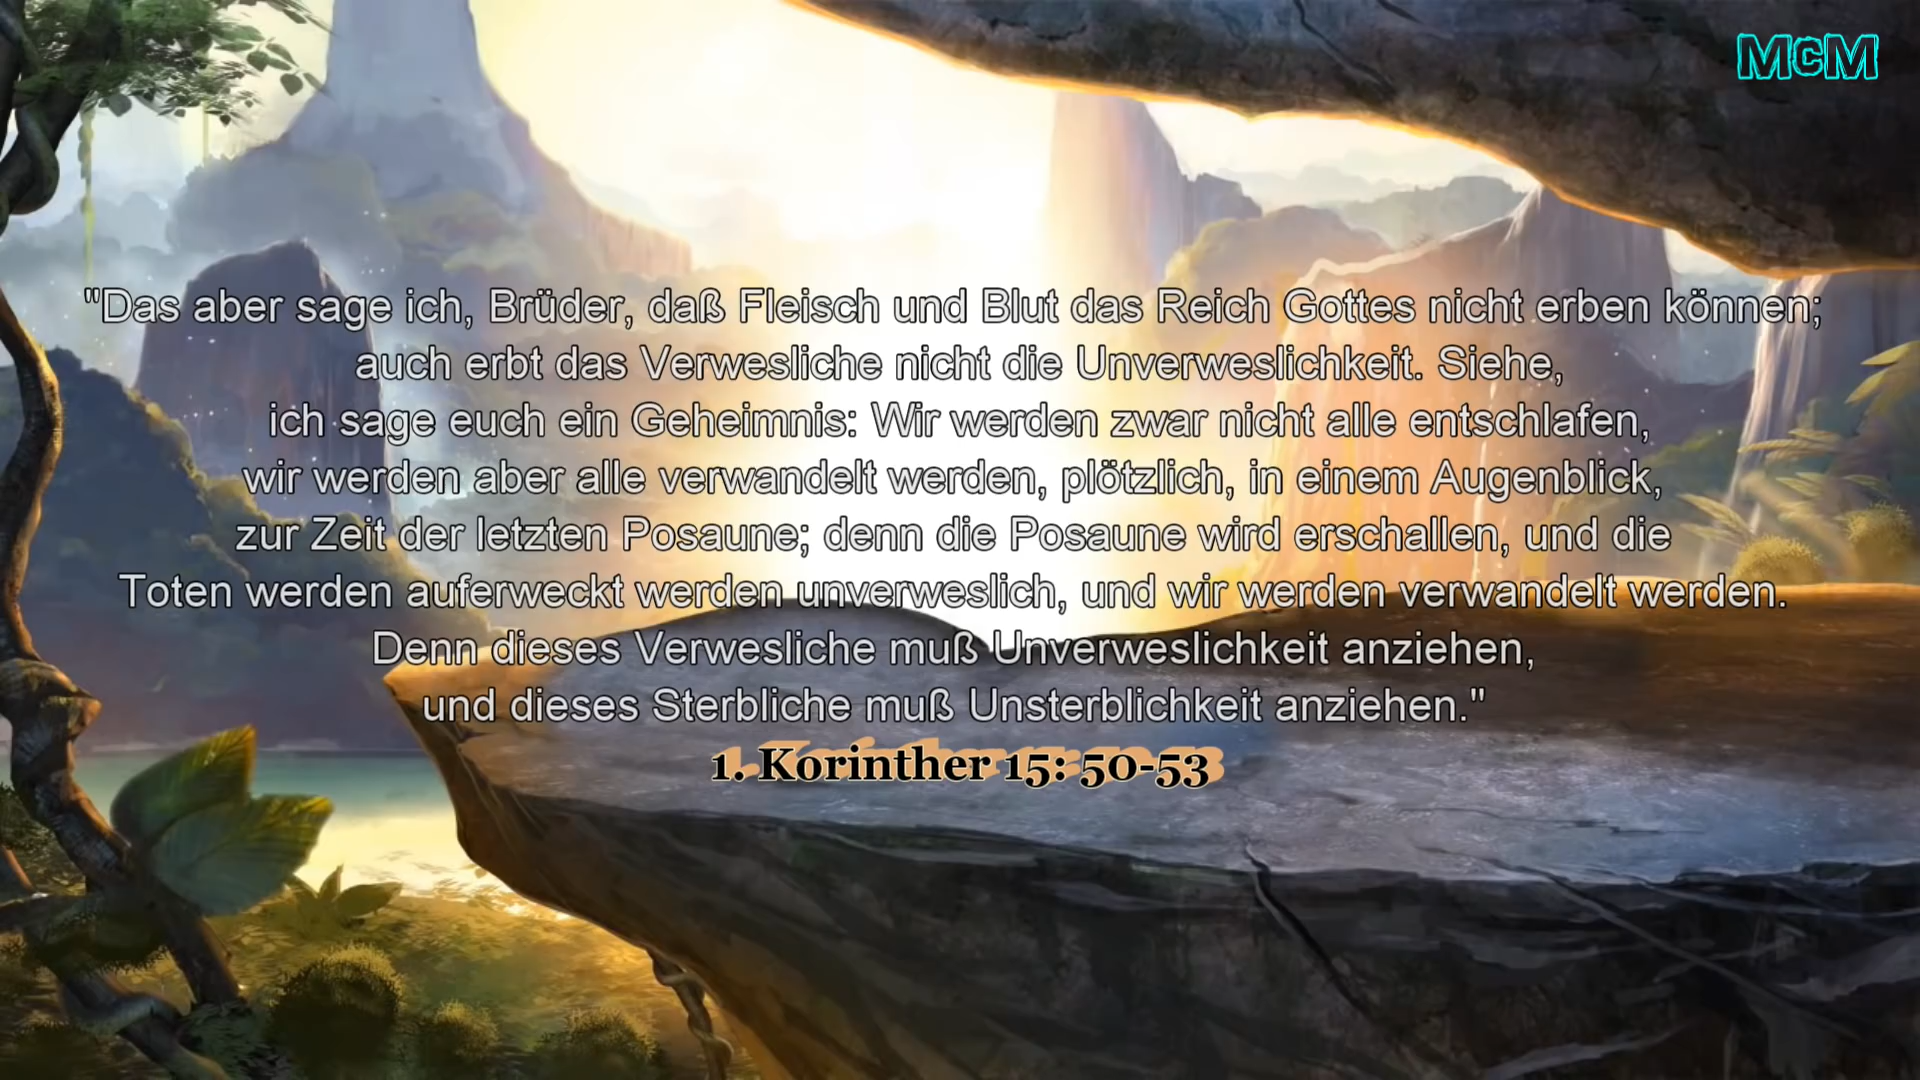 McM
"Das aber sage ich, Brüder, daß Fleisch und Blut das Reich Gottes nicht erben können;
auch erbt das Verwesliche nicht die Unverweslichkeit. Siehe,
ich sage euch ein Geheimnis: Wir werden zwar nicht alle entschlafen,
wir werden aber alle verwandelt werden, plötzlich, in einem Augenblick,
zur Zeit der letzten Posaune; denn die Posaune wird erschallen, und die
Toten werden auferweckt werden unverweslich, und wir werden verwandelt werden.
Denn dieses Verwesliche muß Unverweslichkeit anziehen,
und dieses Sterbliche muß Unsterblichkeit anziehen."
1. Korinther 15: 50-53